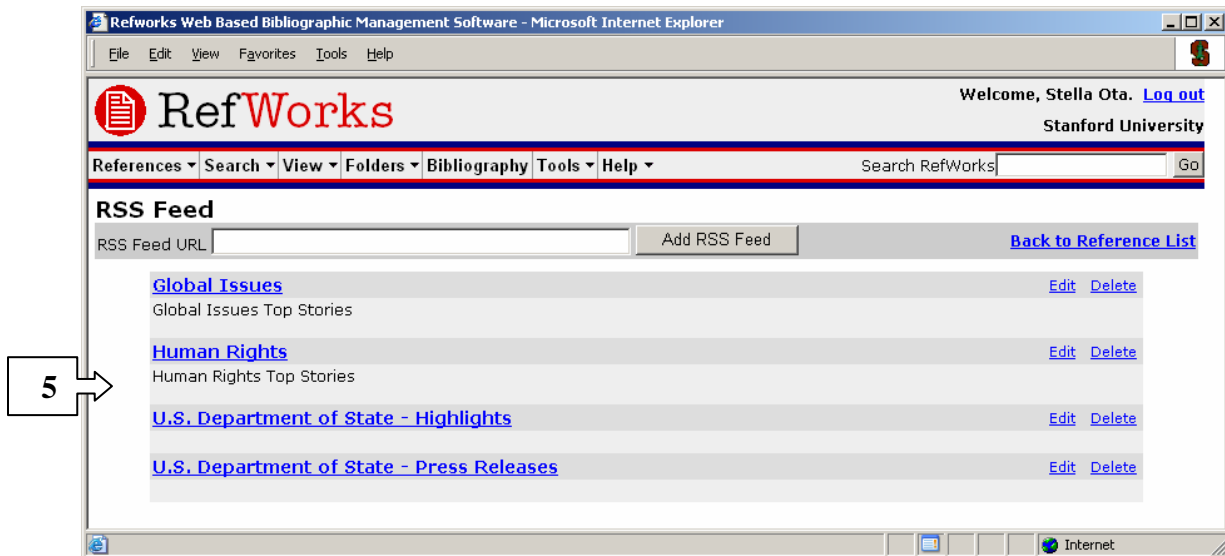 Refworks Web Based Bibliographic Management Software - Microsoft Internet Explorer
File Edit View Favorites Tools Help
RefWorks
Welcome, Stella Ota. Log out
Stanford University
References Search View Folders Bibliography Tools Help Search RefWorks Go
RSS Feed
RSS Feed URL Add RSS Feed Back to Reference List
Global Issues Edit Delete
Global Issues Top Stories
Human Rights Edit Delete
Human Rights Top Stories
5
U.S. Department of State - Highlights Edit Delete
U.S. Department of State - Press Releases Edit Delete
Internet